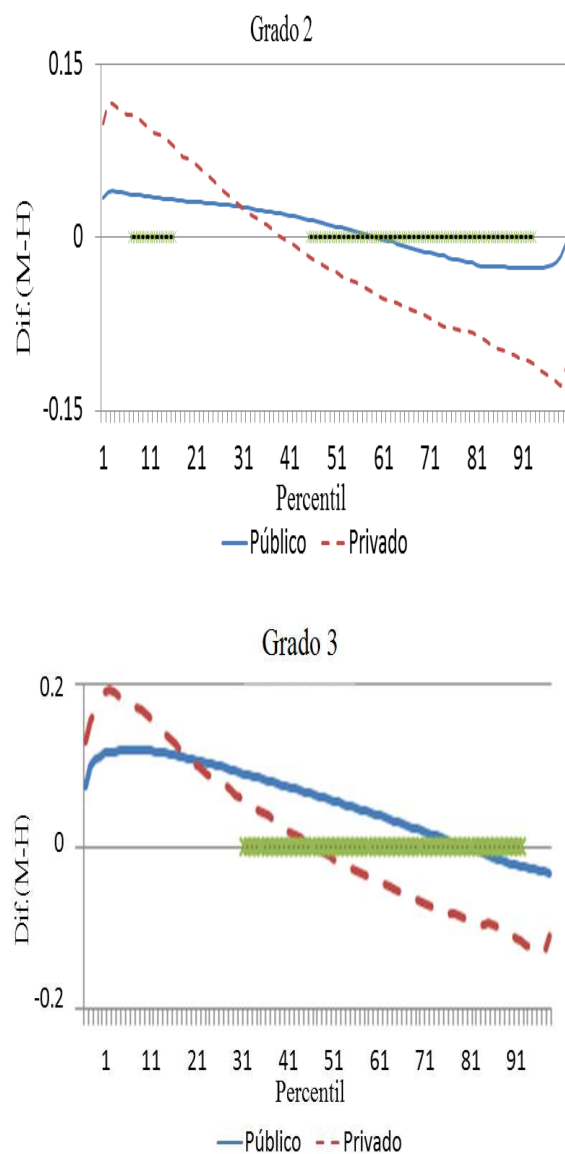 Grado 2
0.15
0
-0.15
Dif.(M-H)
1 11 21 31 41 51 61 71 81 91
Percentil
Público Privado
Grado 3
0.2
0
-0.2
Dif.(M-H)
1 11 21 31 41 51 61 71 81 91
Percentil
Público Privado